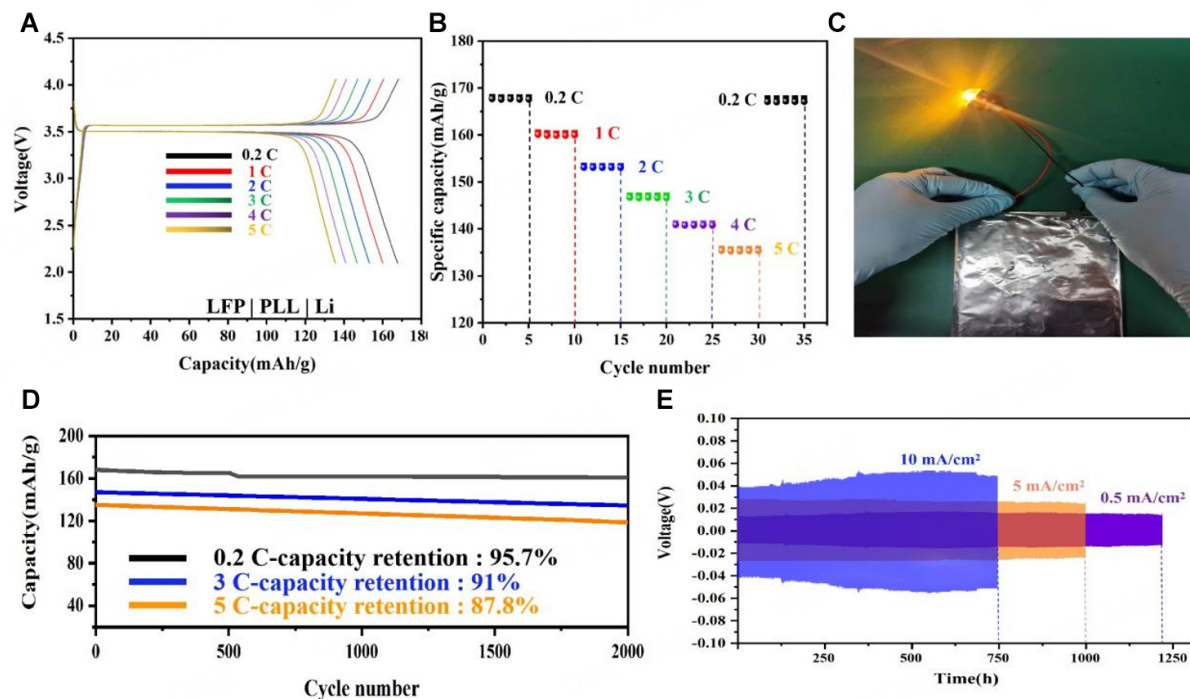 A
Voltage(V)
4.5
4.0
3.5
3.0
2.5
2.0
1.5
0.2 C
1 C
2 C
3 C
4 C
5 C
LFP | PLL | Li
0 20 40 60 80 100 120 140 160 180
Capacity(mAh/g)
B
Specific capacity(mAh/g)
180
170
160
150
140
130
120
0.2 C
1 C
2 C
3 C
4 C
5 C
0.2 C
0 5 10 15 20 25 30 35
Cycle number
C
D
Capacity(mAh/g)
200
160
120
80
40
0.2 C-capacity retention : 95.7%
3 C-capacity retention : 91%
5 C-capacity retention : 87.8%
0 500 1000 1500 2000
Cycle number
E
Voltage(V)
0.10
0.08
0.06
0.04
0.02
0.00
-0.02
-0.04
-0.06
-0.08
-0.10
10 mA/cm²
5 mA/cm²
0.5 mA/cm²
250 500 750 1000 1250
Time(h)